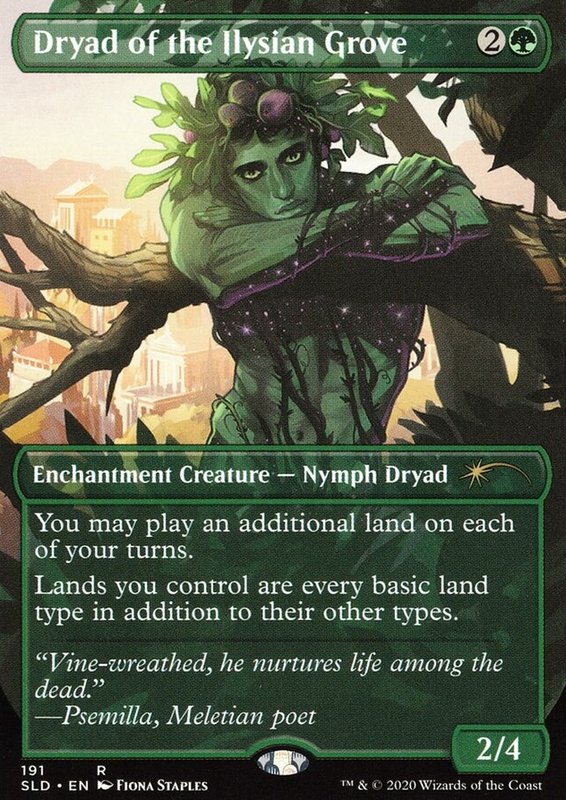 Dryad of the Ilysian Grove 2
Enchantment Creature — Nymph Dryad
You may play an additional land on each
of your turns.
Lands you control are every basic land
type in addition to their other types.
“Vine-wreathed, he nurtures life among the
dead.”
—Psemilla, Meletian poet
2/4
191 R
SLD • EN Fiona Staples
™ & © 2020 Wizards of the Coast